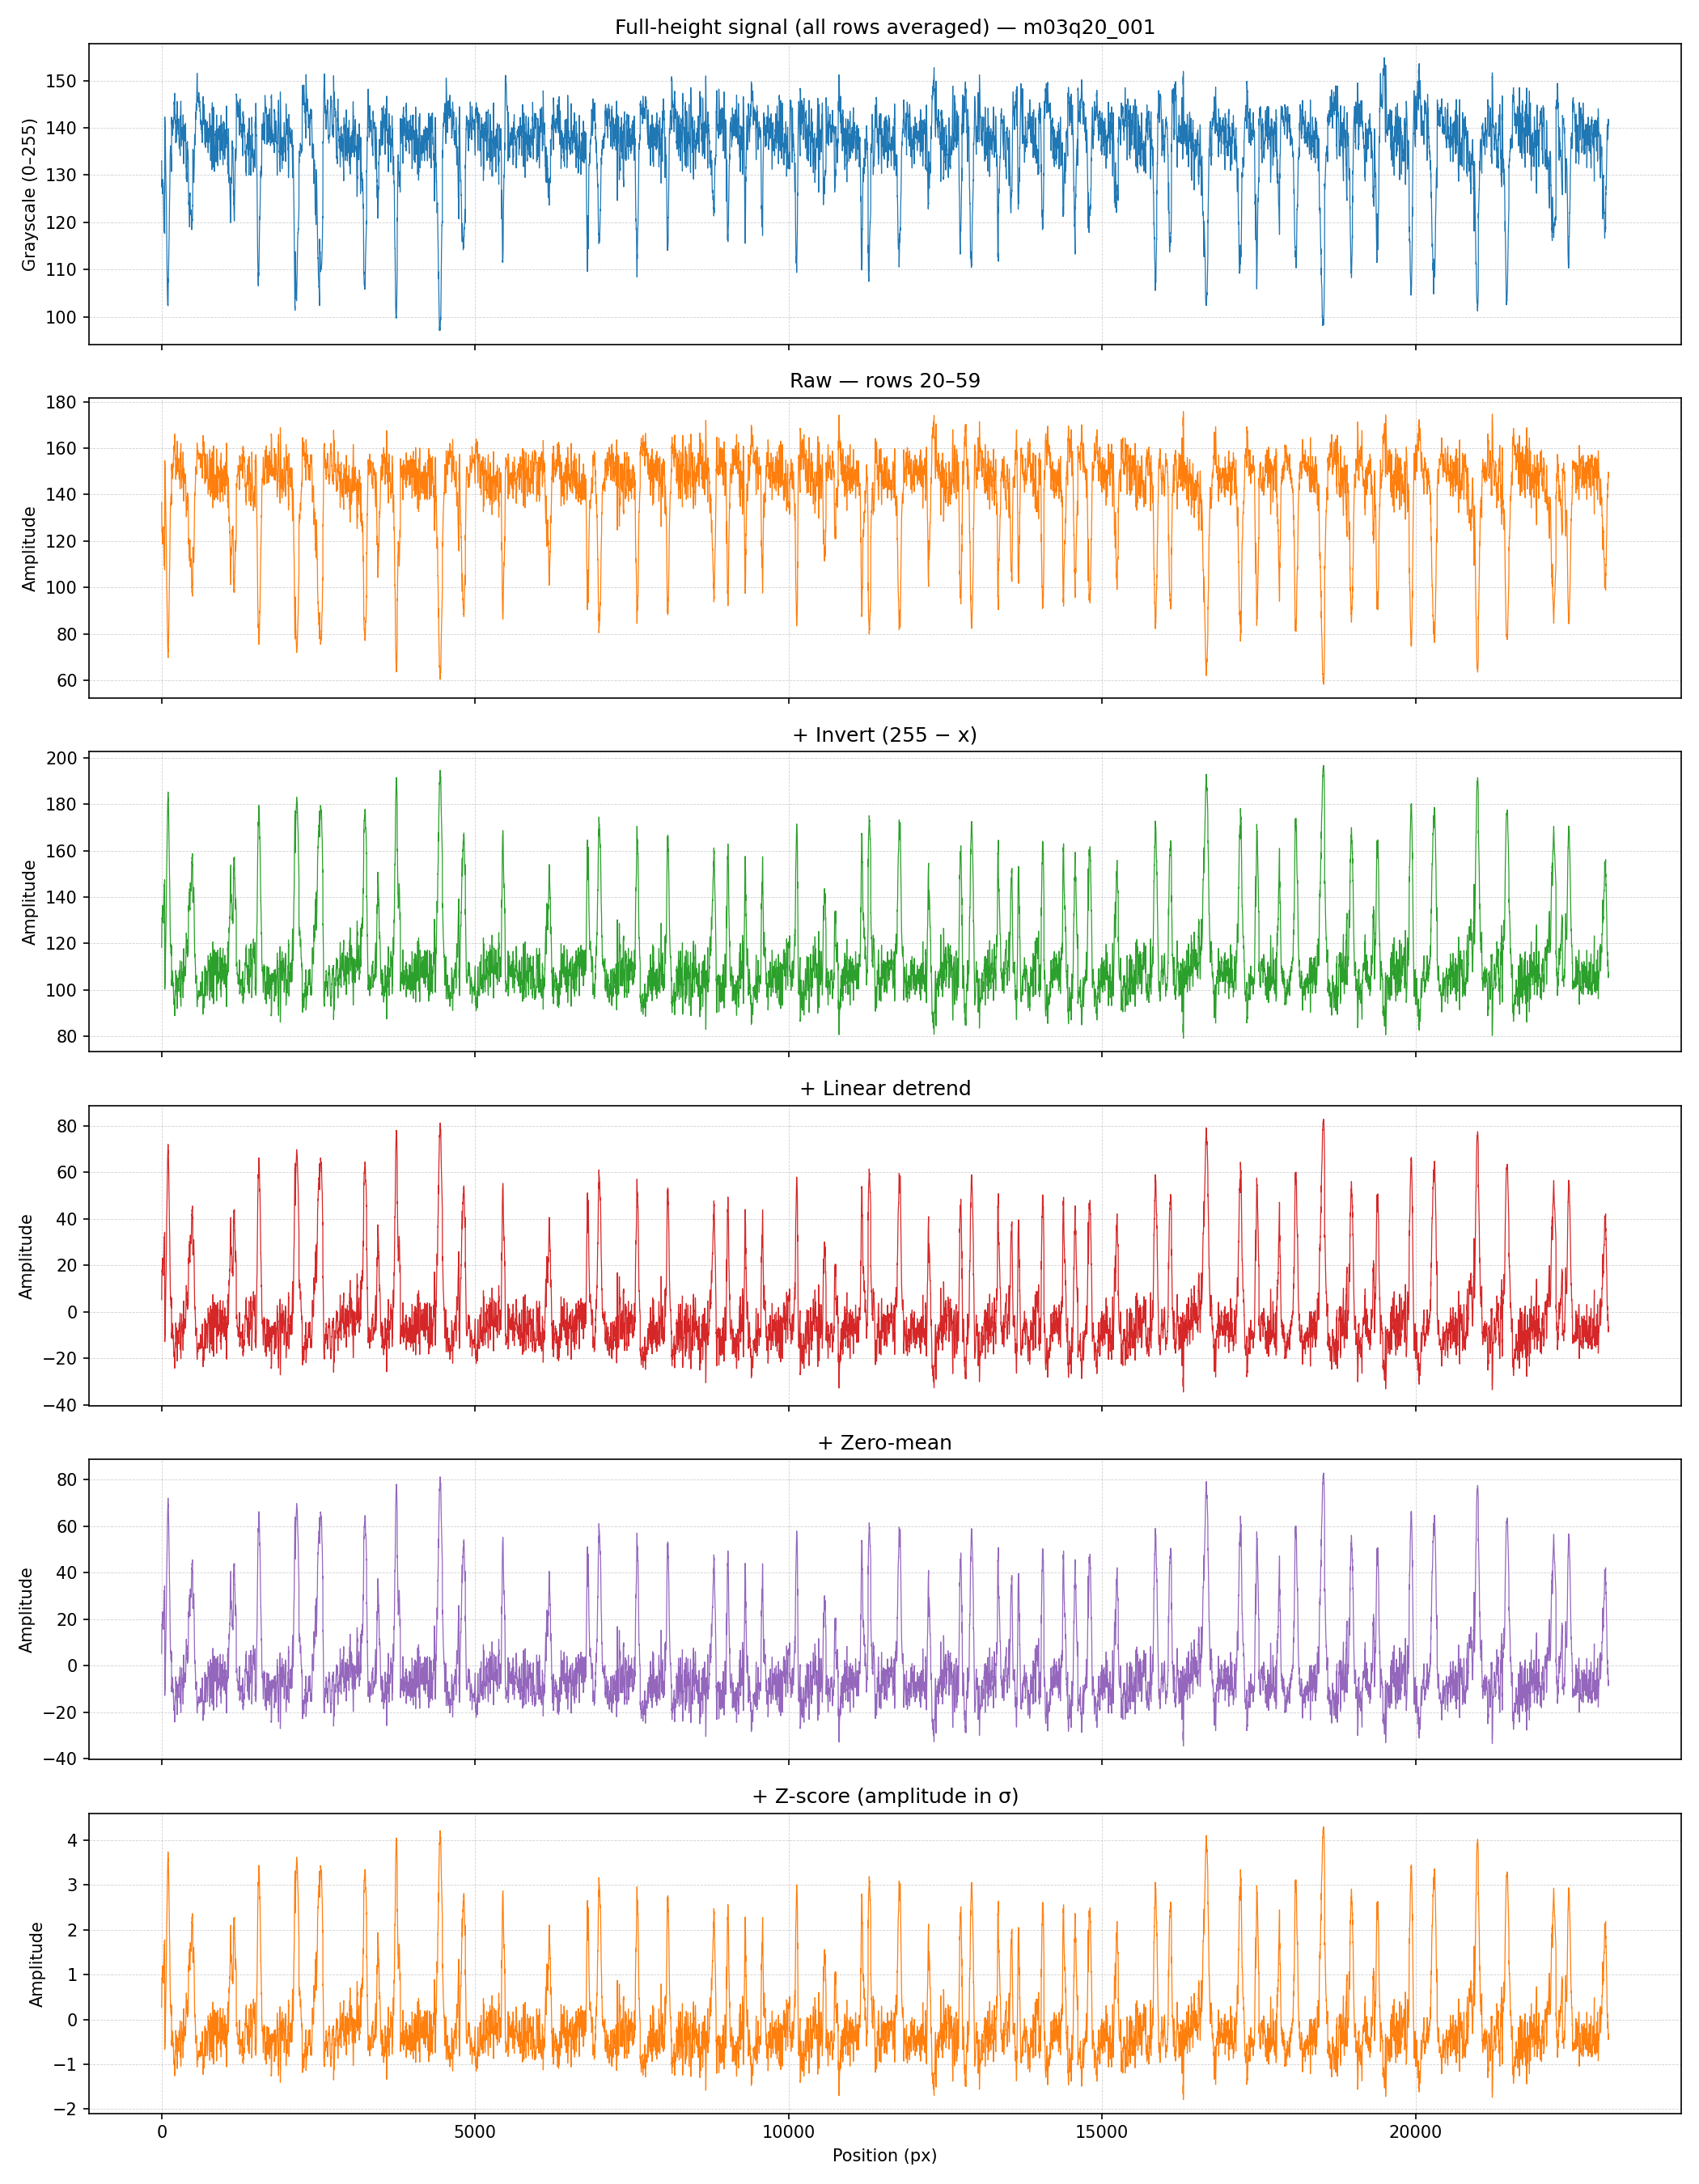 Full-height signal (all rows averaged) — m03q20_001
150
140
130
120
110
100
Grayscale (0–255)
Raw — rows 20–59
180
160
140
120
100
80
60
Amplitude
+ Invert (255 − x)
200
180
160
140
120
100
80
Amplitude
+ Linear detrend
80
60
40
20
0
−20
−40
Amplitude
+ Zero-mean
80
60
40
20
0
−20
−40
Amplitude
+ Z-score (amplitude in σ)
4
3
2
1
0
−1
−2
Amplitude
0 5000 10000 15000 20000
Position (px)